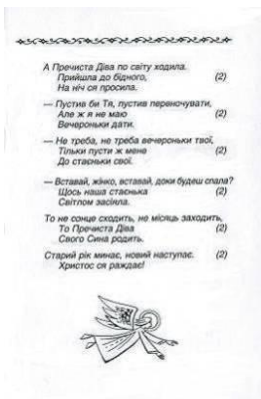 А Пречиста Діва по світу ходила.
Прийшла до бідного, (2)
На ніч ся просила.
— Пустив би Тя, пустив переночувати,
Але ж я не маю (2)
Вечероньки дати.
— Не треба, не треба вечероньки твої,
Тільки пусти ж мене (2)
До стаєньки свої.
— Вставай, жінко, вставай, доки будеш спала?
Щось наша стаєнька (2)
Світлом засіяла.
То не сонце сходить, не місяць заходить,
То Пречиста Діва (2)
Свого Сина родить.
Старий рік минає, новий наступає. (2)
Христос ся раждає!